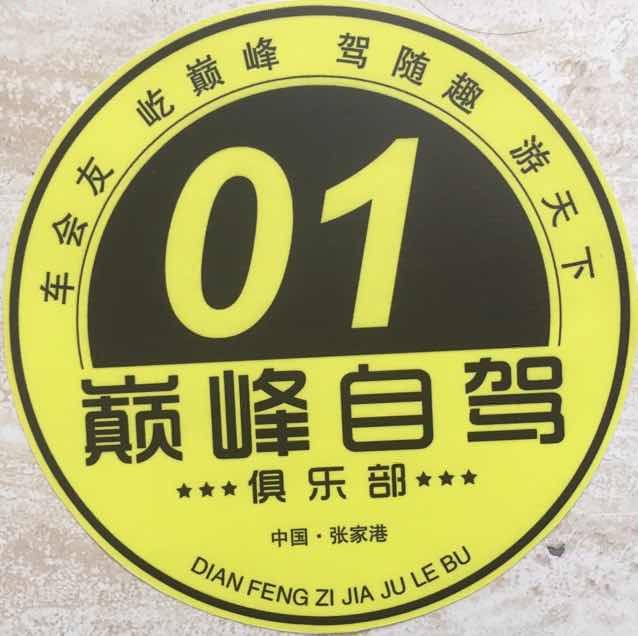 车会友 屹巅峰 驾随趣 游天下
01
巅峰自驾
★★★俱乐部★★★
中国·张家港
DIAN FENG ZI JIA JU LE BU